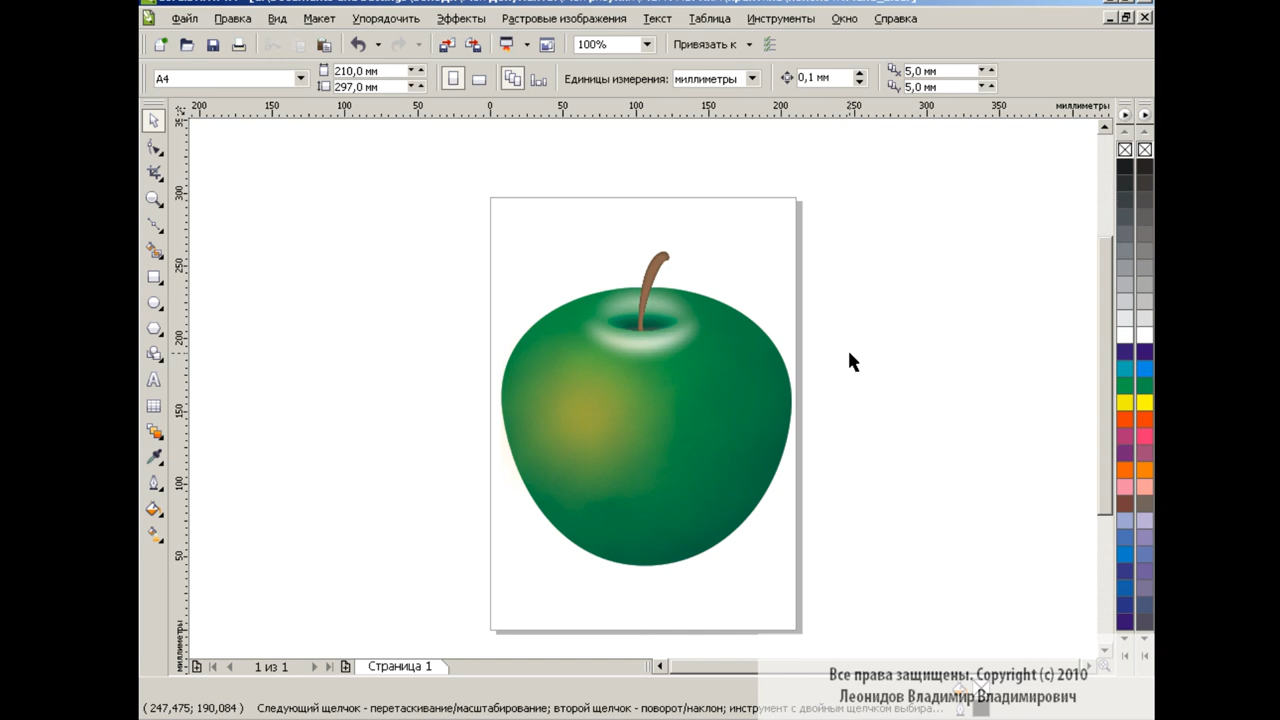 Файл Правка Вид Макет Упорядочить Эффекты Растровые изображения Текст Таблица Инструменты Окно Справка
100% Привязать к
A4 210,0 мм 297,0 мм Единицы измерения: миллиметры 0,1 мм 5,0 мм 5,0 мм
200 150 100 50 0 50 100 150 200 250 300 350 миллиметры
300
250
200
150
100
50
миллиметры
1 из 1 Страница 1
Все права защищены. Copyright (c) 2010
Леонидов Владимир Владимирович
( 247,475; 190,084 ) Следующий щелчок - перетаскивание/масштабирование; второй щелчок - поворот/наклон; инструмент с двойным щелчком выбира...